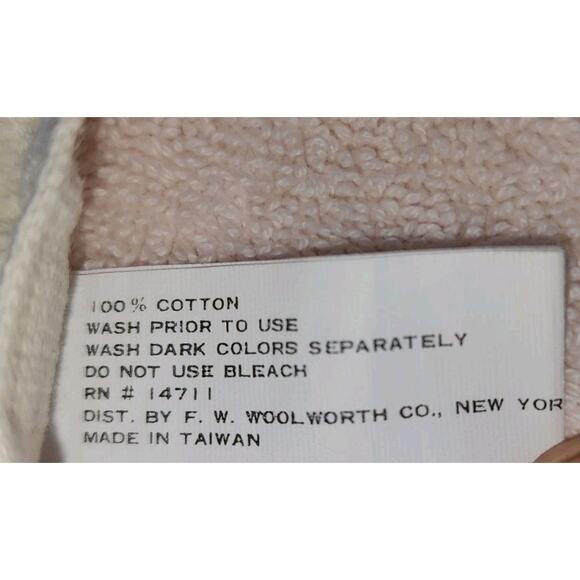 100% COTTON
WASH PRIOR TO USE
WASH DARK COLORS SEPARATELY
DO NOT USE BLEACH
RN # 14711
DIST. BY F. W. WOOLWORTH CO., NEW YOR
MADE IN TAIWAN